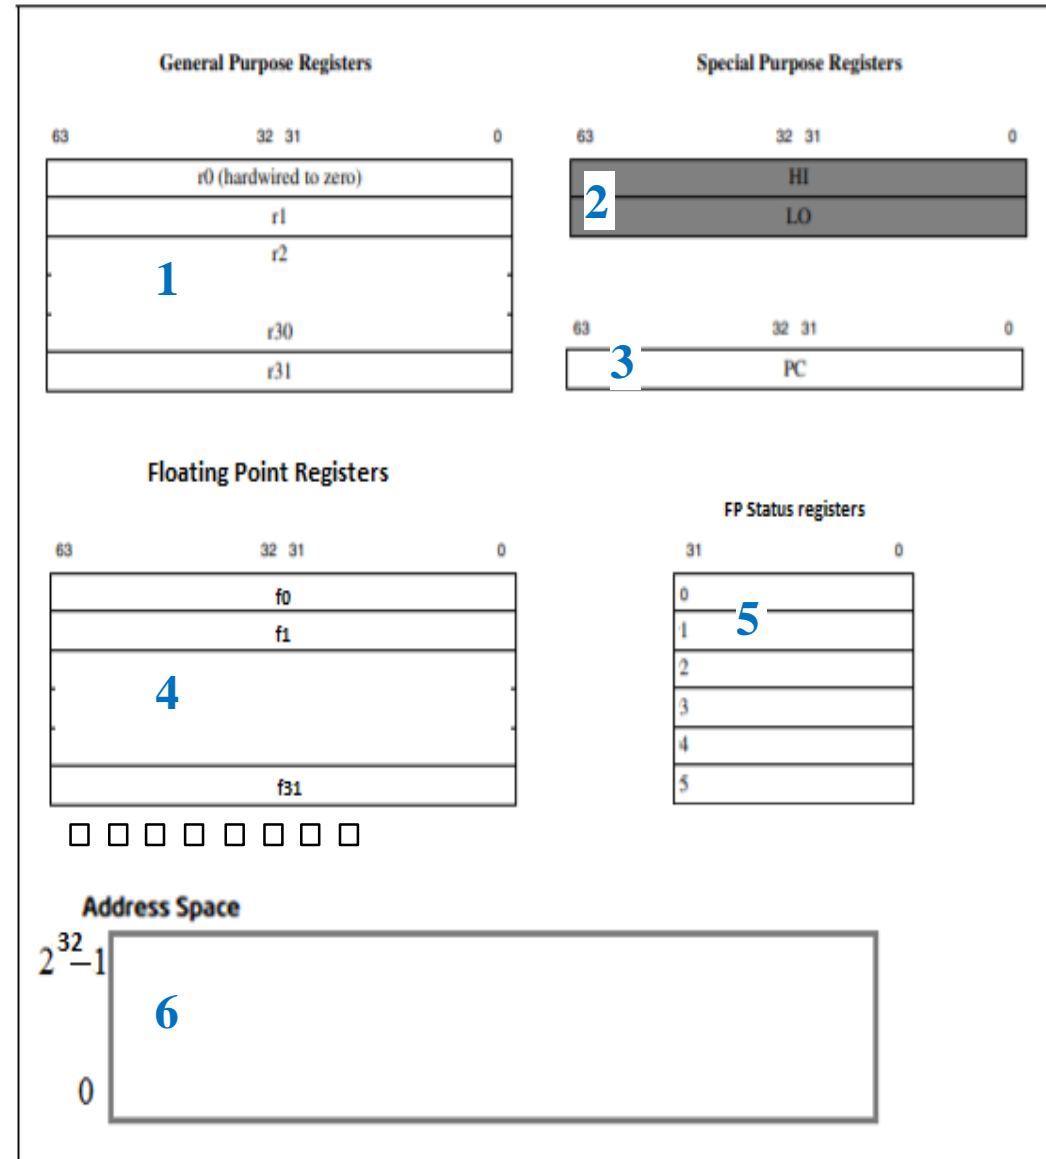 General Purpose Registers
Special Purpose Registers
63 32 31 0
63 32 31 0
r0 (hardwired to zero)
r1
r2
1
r30
r31
2
HI
LO
63 32 31 0
3
PC
Floating Point Registers
FP Status registers
63 32 31 0
31 0
f0
f1
4
f31
0
5
1
2
3
4
5
Address Space
2^32–1
6
0